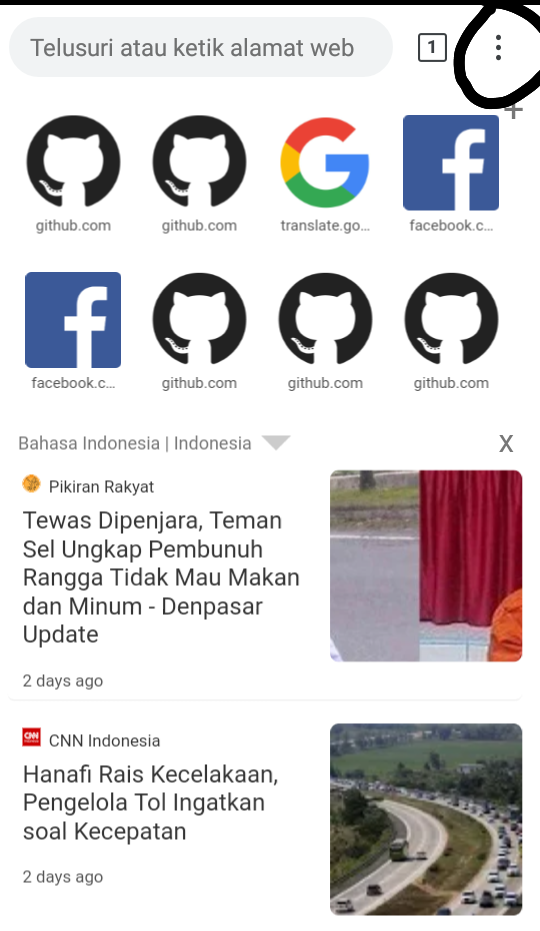 Telusuri atau ketik alamat web
1
github.com
github.com
translate.go...
facebook.c...
facebook.c...
github.com
github.com
github.com
Bahasa Indonesia | Indonesia
X
Pikiran Rakyat
Tewas Dipenjara, Teman
Sel Ungkap Pembunuh
Rangga Tidak Mau Makan
dan Minum - Denpasar
Update
2 days ago
CNN Indonesia
Hanafi Rais Kecelakaan,
Pengelola Tol Ingatkan
soal Kecepatan
2 days ago